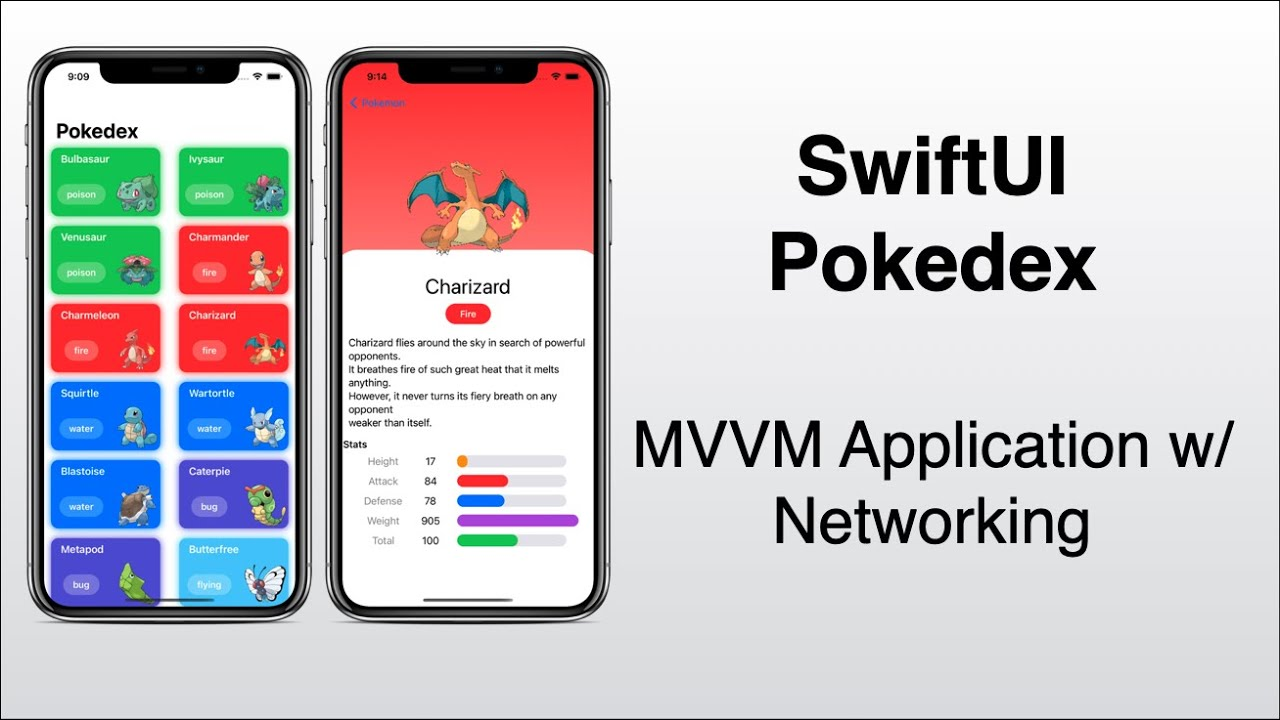 9:09
Pokedex
Bulbasaur
poison
Ivysaur
poison
Venusaur
poison
Charmander
fire
Charmeleon
fire
Charizard
fire
Squirtle
water
Wartortle
water
Blastoise
water
Caterpie
bug
Metapod
bug
Butterfree
flying
9:14
Pokemon
Charizard
Fire
Charizard flies around the sky in search of powerful
opponents.
It breathes fire of such great heat that it melts
anything.
However, it never turns its fiery breath on any
opponent
weaker than itself.
Stats
Height 17
Attack 84
Defense 78
Weight 905
Total 100
SwiftUI
Pokedex
MVVM Application w/
Networking